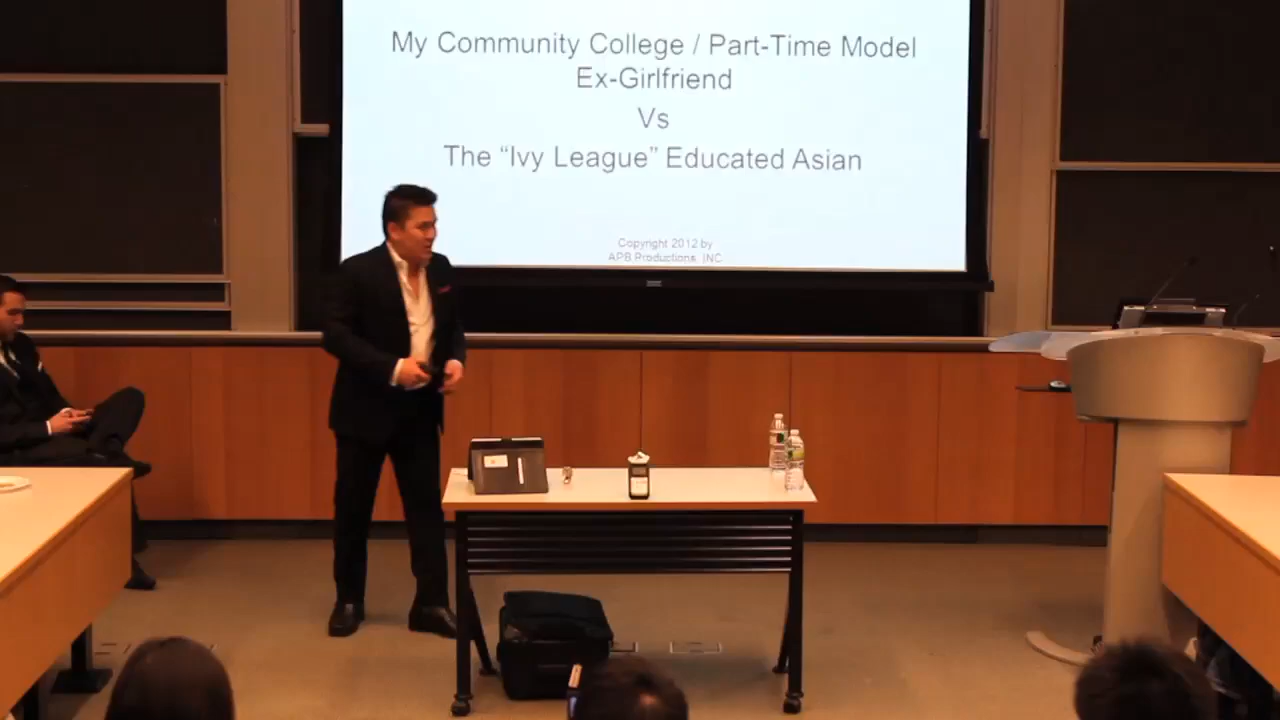 My Community College / Part-Time Model
Ex-Girlfriend
Vs
The “Ivy League” Educated Asian
Copyright 2012 by
APB Productions, INC